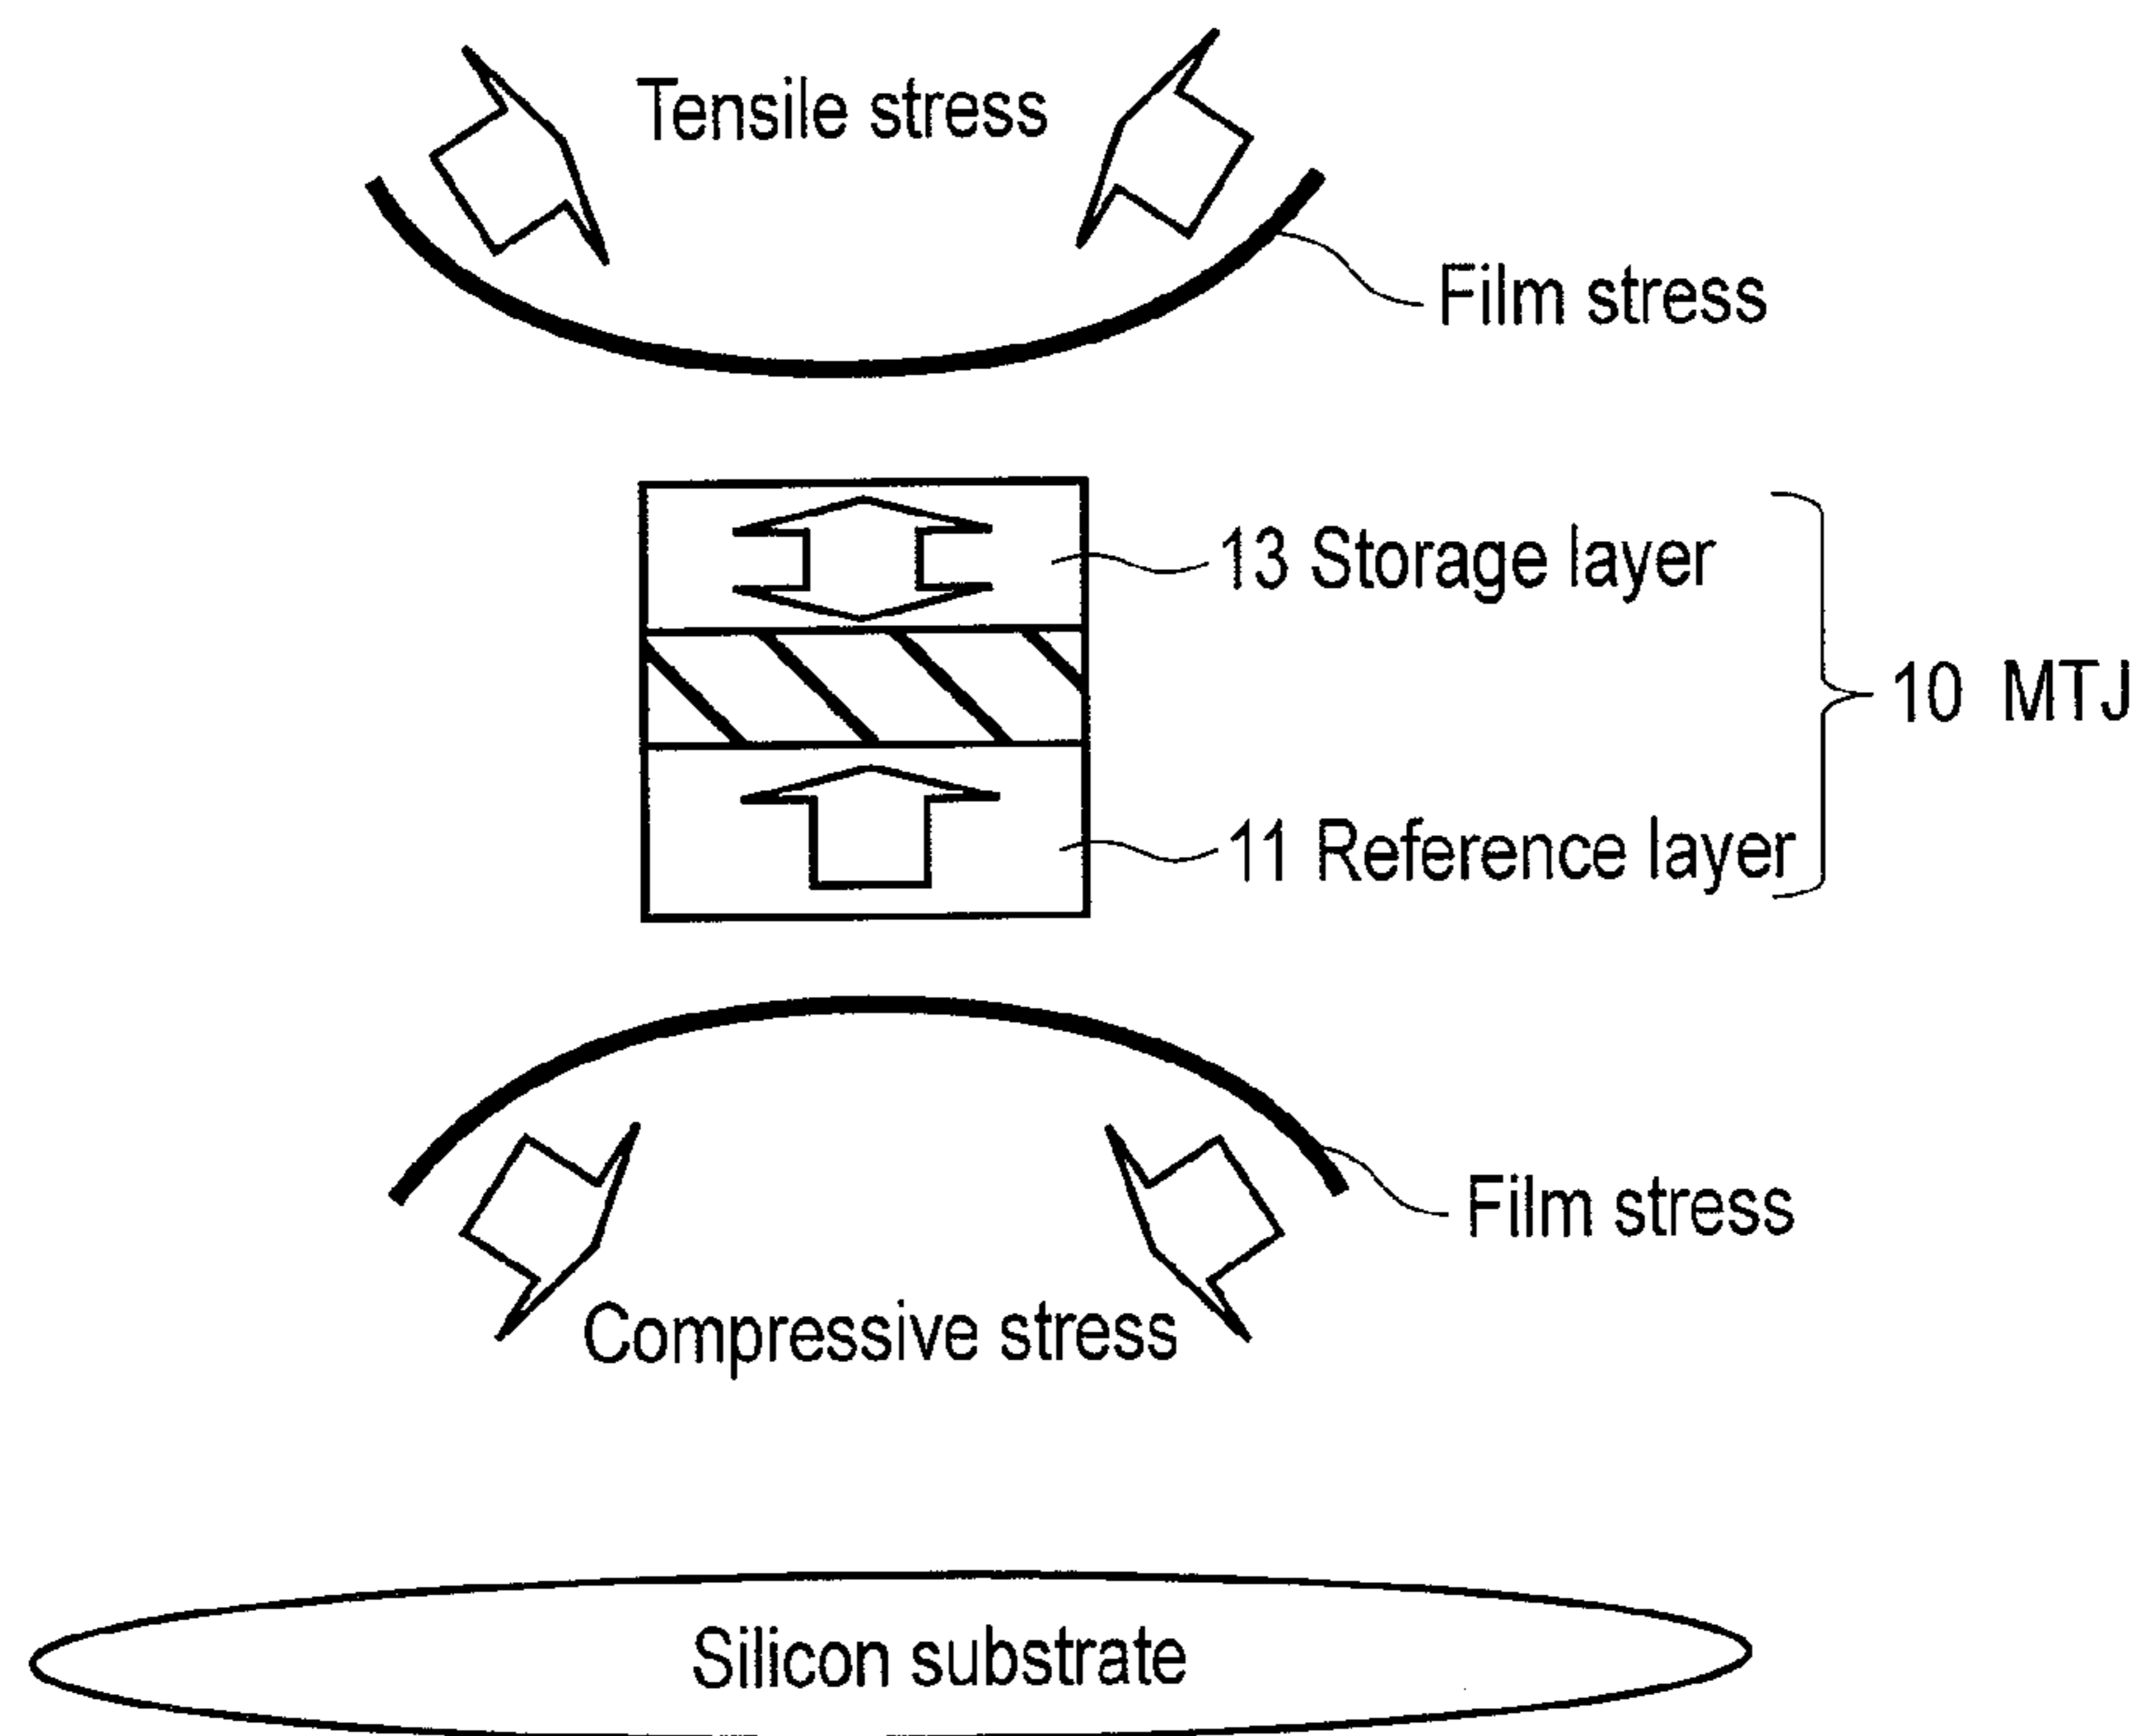 Tensile stress
Film stress
13 Storage layer
10 MTJ
11 Reference layer
Film stress
Compressive stress
Silicon substrate